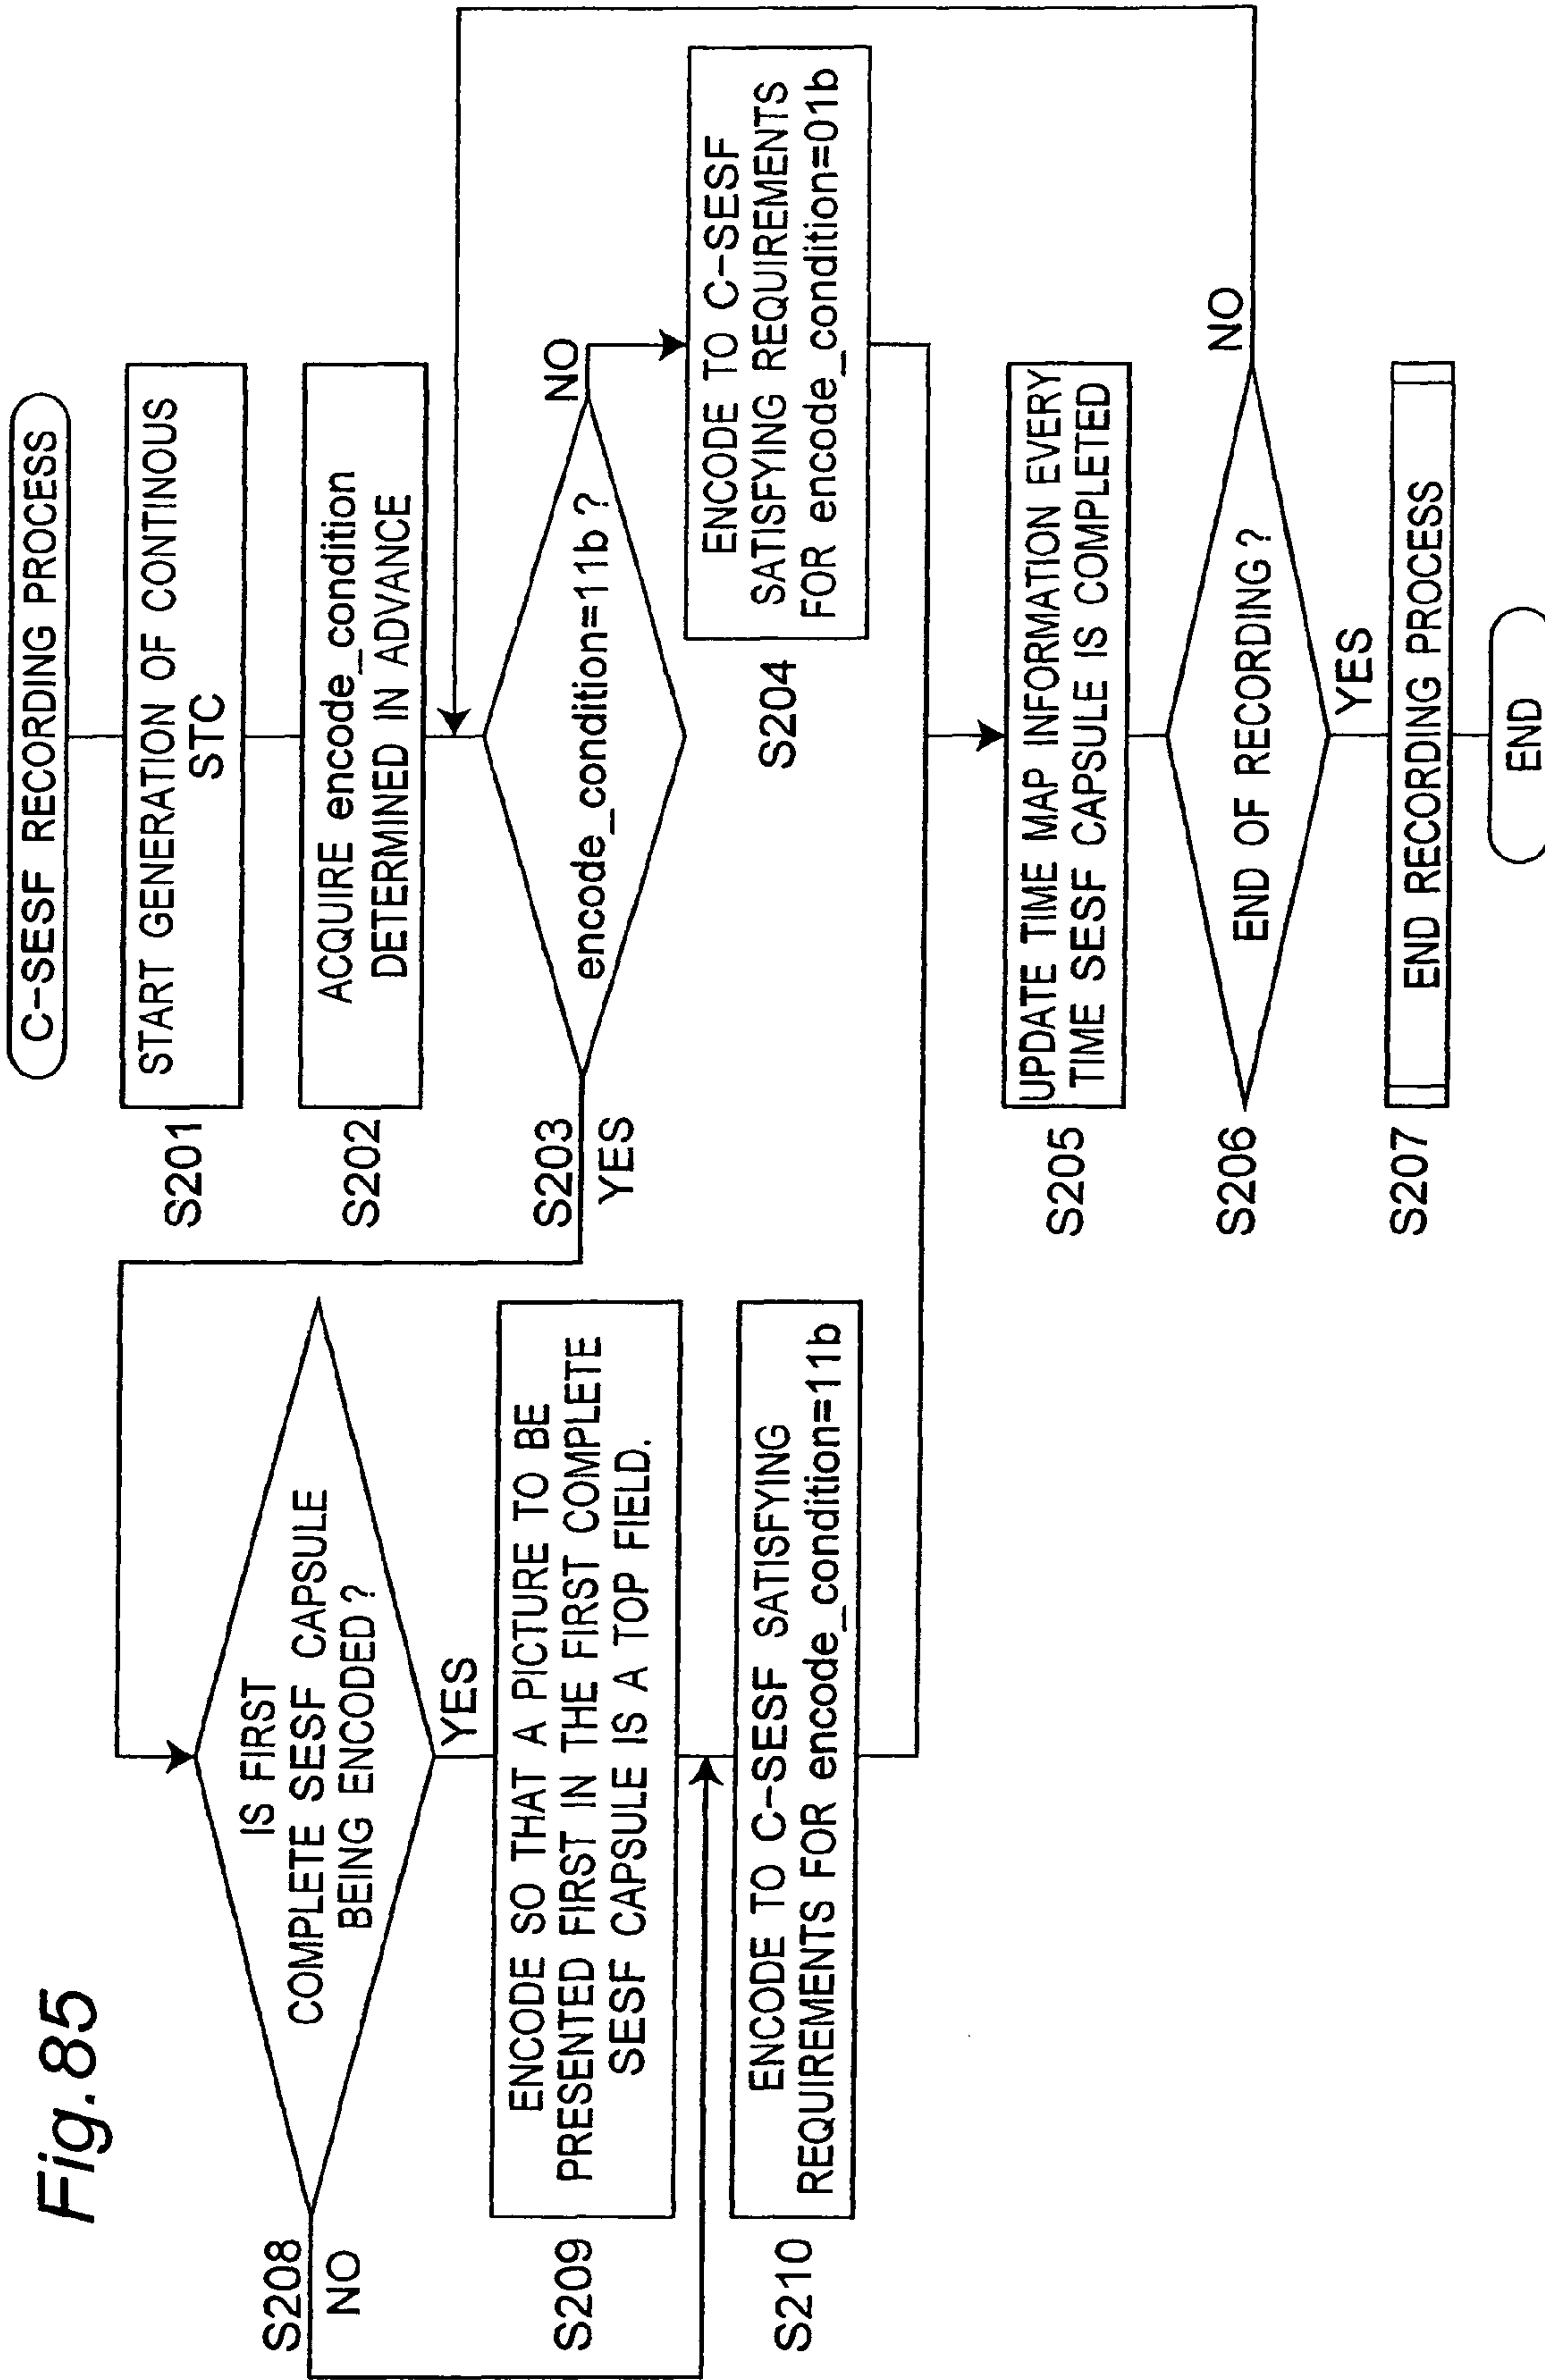 Fig.85
C-SESF RECORDING PROCESS
S201
START GENERATION OF CONTINOUS
STC
S202
ACQUIRE encode_condition
DETERMINED IN ADVANCE
S203
encode_condition=11b?
YES
NO
S204
ENCODE TO C-SESF
SATISFYING REQUIREMENTS
FOR encode_condition=01b
S205
UPDATE TIME MAP INFORMATION EVERY
TIME SESF CAPSULE IS COMPLETED
S206
END OF RECORDING?
NO
YES
S207
END RECORDING PROCESS
END
S208
IS FIRST
COMPLETE SESF CAPSULE
BEING ENCODED?
NO
YES
S209
ENCODE SO THAT A PICTURE TO BE
PRESENTED FIRST IN THE FIRST COMPLETE
SESF CAPSULE IS A TOP FIELD.
S210
ENCODE TO C-SESF SATISFYING
REQUIREMENTS FOR encode_condition=11b